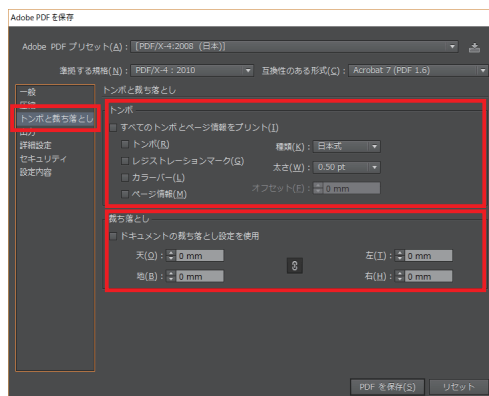 Adobe PDF を保存
Adobe PDF プリセット(A): [PDF/X-4:2008 (日本)]
準拠する規格(N): PDF/X-4 : 2010 互換性のある形式(C): Acrobat 7 (PDF 1.6)
一般
圧縮
トンボと裁ち落とし
出力
詳細設定
セキュリティ
設定内容
トンボと裁ち落とし
トンボ
すべてのトンボとページ情報をプリント(I)
トンボ(R) 種類(K): 日本式
レジストレーションマーク(G) 太さ(W): 0.50 pt
カラーバー(L) オフセット(F): 0 mm
ページ情報(M)
裁ち落とし
ドキュメントの裁ち落とし設定を使用
天(O): 0 mm 左(T): 0 mm
地(B): 0 mm 右(H): 0 mm
PDF を保存(S) リセット